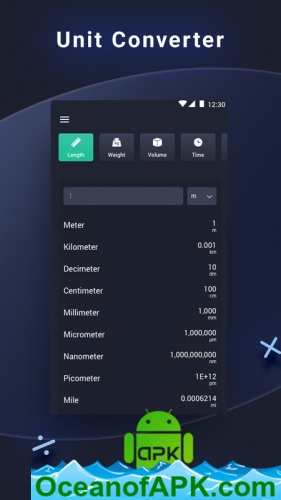 Unit Converter
12:30
Length Weight Volume Time
1 m
Meter 1
m
Kilometer 0.001
km
Decimeter 10
dm
Centimeter 100
cm
Millimeter 1,000
mm
Micrometer 1,000,000
µm
Nanometer 1,000,000,000
nm
Picometer 1E+12
pm
Mile 0.0006214
mi
APK
OceanofAPK.com